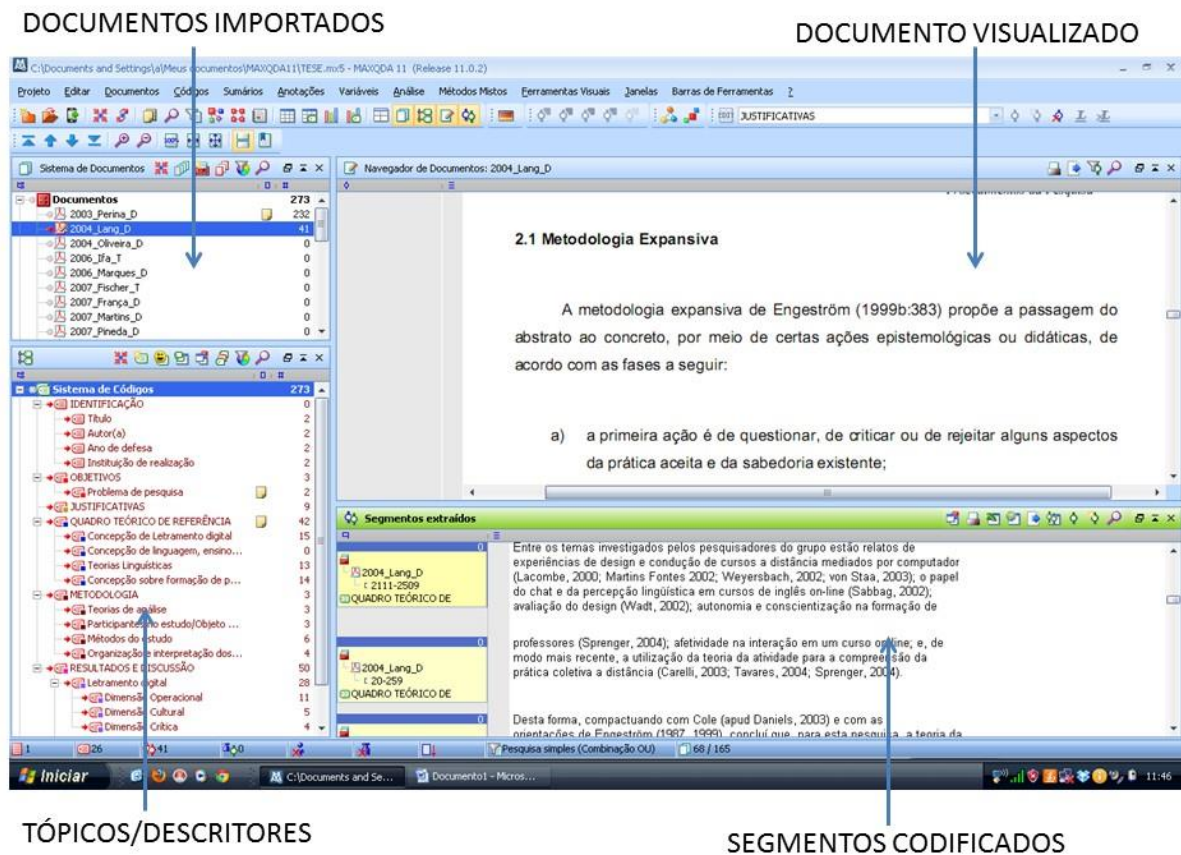 DOCUMENTOS IMPORTADOS
DOCUMENTO VISUALIZADO
C:\Documents and Settings\a\Meus documentos\MAXQDA11\TESE.mx5 - MAXQDA 11 (Release 11.0.2)
Projeto Editar Documentos Códigos Sumários Anotações Variáveis Análise Métodos Mistos Ferramentas Visuais Janelas Barras de Ferramentas ?
JUSTIFICATIVAS
Sistema de Documentos
Documentos 273
2003_Perina_D 232
2004_Lang_D 41
2004_Oliveira_D 0
2006_Ifa_T 0
2006_Marques_D 0
2007_Fischer_T 0
2007_França_D 0
2007_Martins_D 0
2007_Pineda_D 0
Navegador de Documentos: 2004_Lang_D
2.1 Metodologia Expansiva
A metodologia expansiva de Engeström (1999b:383) propõe a passagem do
abstrato ao concreto, por meio de certas ações epistemológicas ou didáticas, de
acordo com as fases a seguir:
a) a primeira ação é de questionar, de criticar ou de rejeitar alguns aspectos
da prática aceita e da sabedoria existente;
Sistema de Códigos 273
IDENTIFICAÇÃO 0
Título 2
Autor(a) 2
Ano de defesa 2
Instituição de realização 2
OBJETIVOS 3
Problema de pesquisa 2
JUSTIFICATIVAS 9
QUADRO TEÓRICO DE REFERÊNCIA 42
Concepção de Letramento digital 15
Concepção de linguagem, ensino... 0
Teorias Linguísticas 13
Concepção sobre formação de p... 14
METODOLOGIA 3
Teorias de análise 3
Participantes no estudo/Objeto ... 3
Métodos do estudo 6
Organização e interpretação dos... 4
RESULTADOS E DISCUSSÃO 50
Letramento digital 28
Dimensão Operacional 11
Dimensão Cultural 5
Dimensão Crítica 4
Segmentos extraídos
0
2004_Lang_D
2111-2509
QUADRO TEÓRICO DE
Entre os temas investigados pelos pesquisadores do grupo estão relatos de
experiências de design e condução de cursos a distância mediados por computador
(Lacombe, 2000; Martins Fontes 2002; Weyersbach, 2002; von Staa, 2003); o papel
do chat e da percepção lingüística em cursos de inglês on-line (Sabbag, 2002);
avaliação do design (Wadt, 2002); autonomia e conscientização na formação de
0
2004_Lang_D
20-259
QUADRO TEÓRICO DE
professores (Sprenger, 2004); afetividade na interação em um curso on-line; e, de
modo mais recente, a utilização da teoria da atividade para a compreensão da
prática coletiva a distância (Carelli, 2003; Tavares, 2004; Sprenger, 2004).
0
Desta forma, compactuando com Cole (apud Daniels, 2003) e com as
orientações de Engeström (1987, 1999), concluí que, para esta pesquisa, a teoria da
1 26 41 0 Pesquisa simples (Combinação OU) 68 / 165
Iniciar C:\Documents and Se... Documento1 - Micros... 11:46
TÓPICOS/DESCRITORES
SEGMENTOS CODIFICADOS